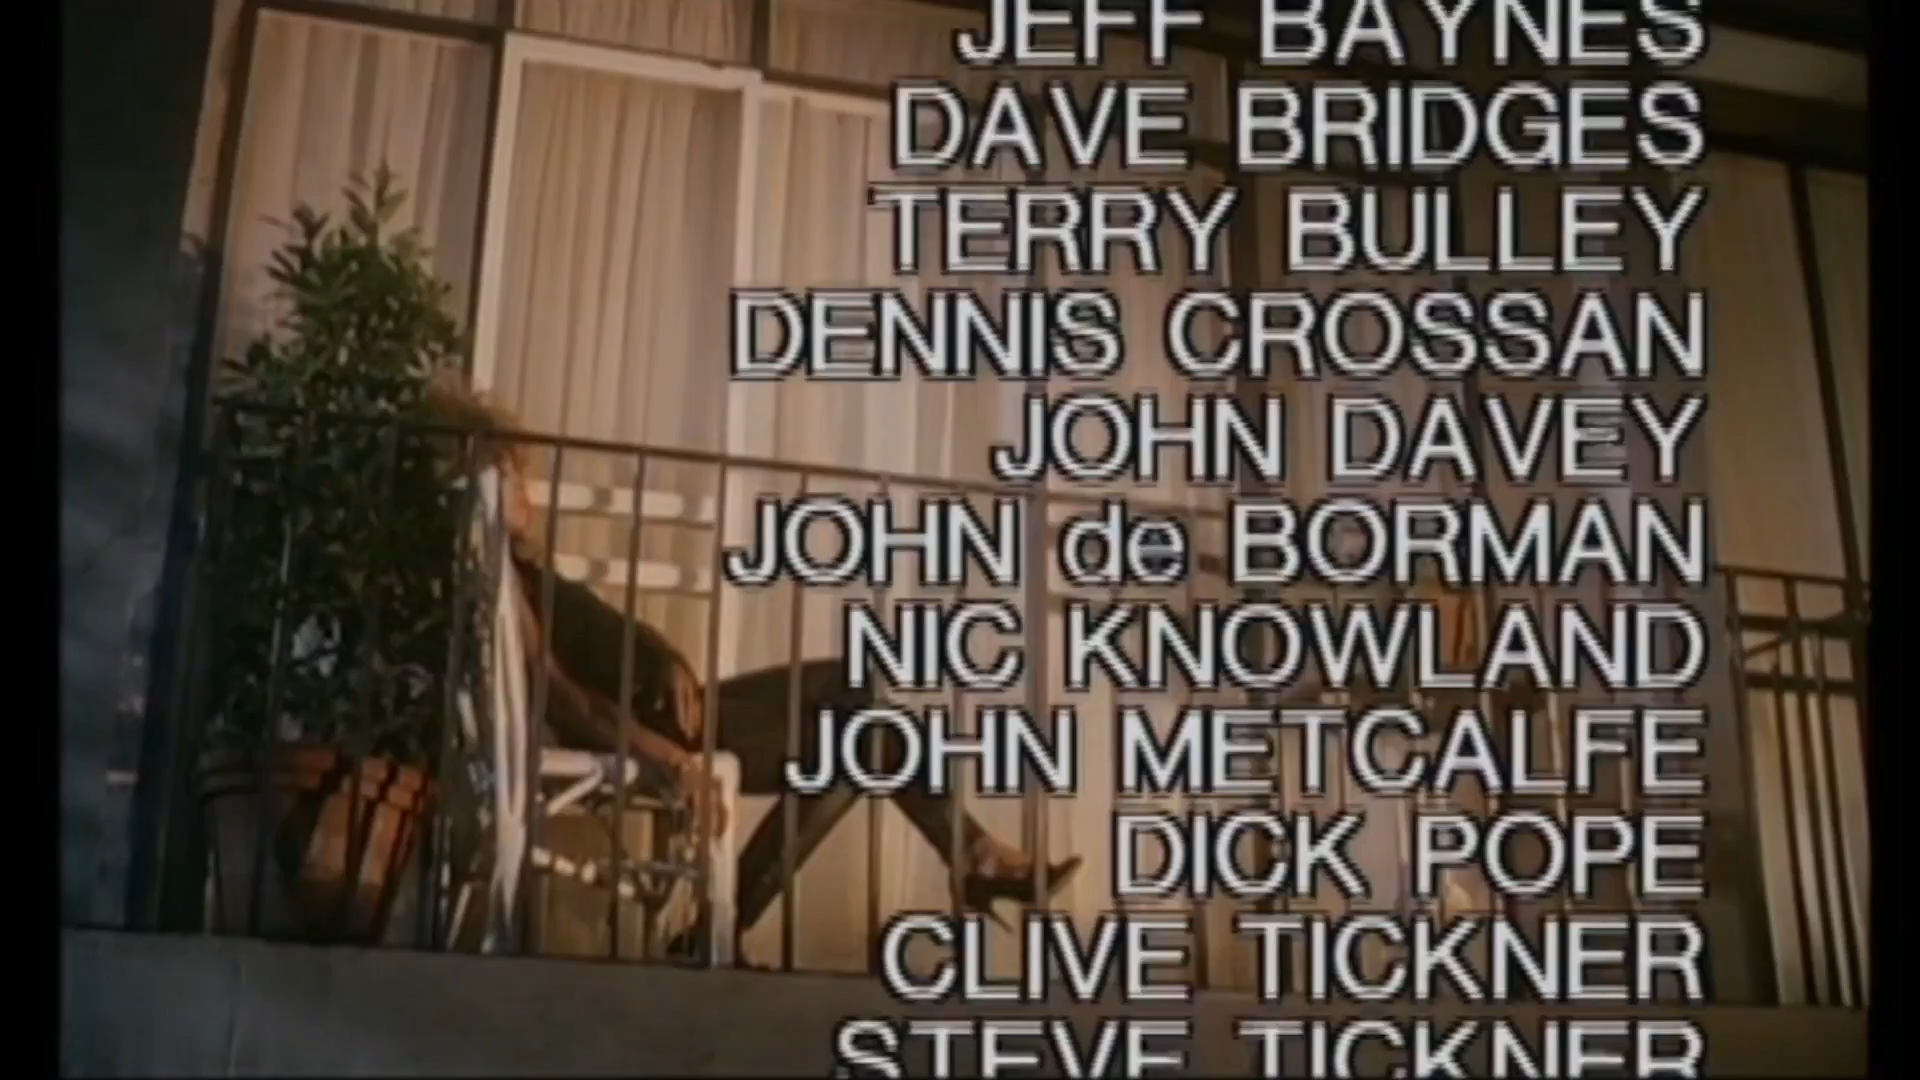 JEFF BAYNES
DAVE BRIDGES
TERRY BULLEY
DENNIS CROSSAN
JOHN DAVEY
JOHN de BORMAN
NIC KNOWLAND
JOHN METCALFE
DICK POPE
CLIVE TICKNER
STEVE TICKNER